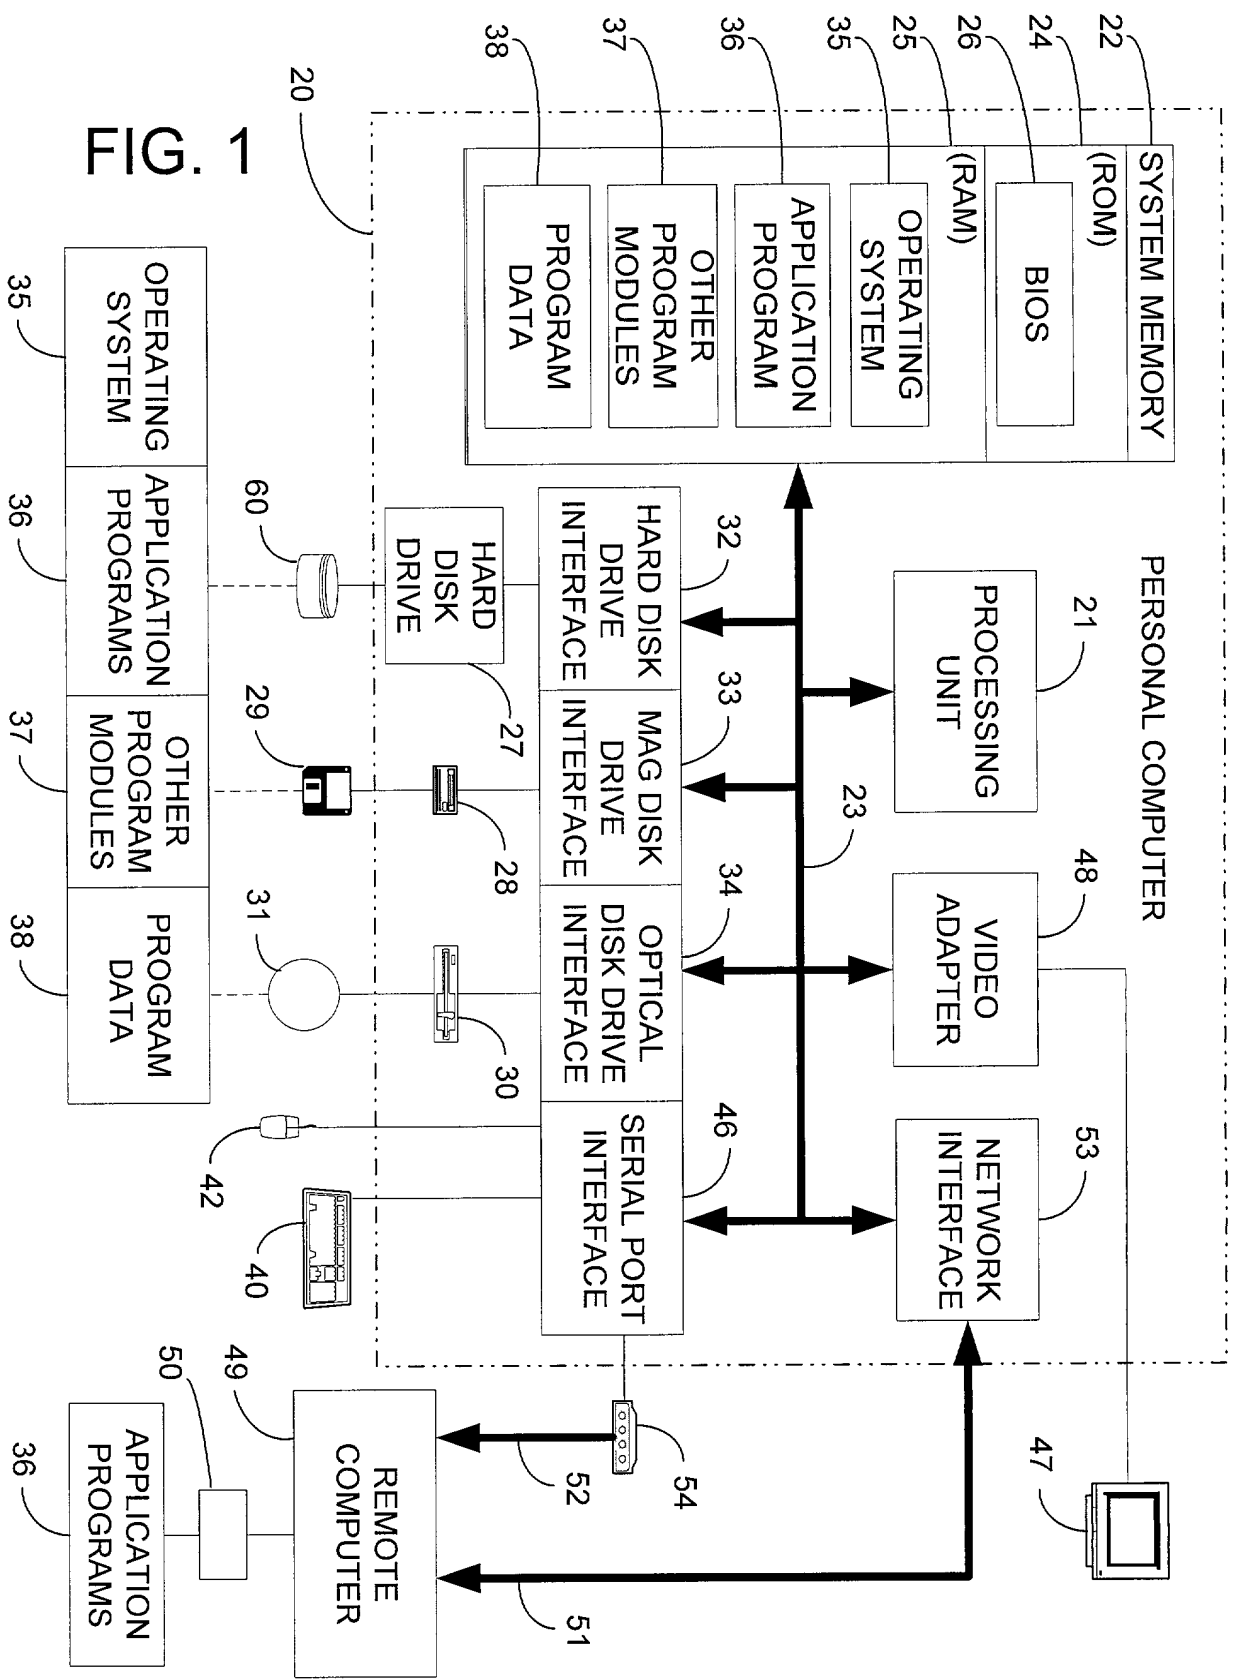 PERSONAL COMPUTER
22
SYSTEM MEMORY
24
(ROM)
26
BIOS
25
(RAM)
35
OPERATING
SYSTEM
36
APPLICATION
PROGRAM
37
OTHER
PROGRAM
MODULES
38
PROGRAM
DATA
20
21
PROCESSING
UNIT
48
VIDEO
ADAPTER
53
NETWORK
INTERFACE
47
23
32
HARD DISK
DRIVE
INTERFACE
33
MAG DISK
DRIVE
INTERFACE
34
OPTICAL
DISK DRIVE
INTERFACE
46
SERIAL PORT
INTERFACE
HARD
DISK
DRIVE
27
28
30
54
52
51
60
29
31
42
40
49
REMOTE
COMPUTER
50
OPERATING
SYSTEM
35
APPLICATION
PROGRAMS
36
OTHER
PROGRAM
MODULES
37
PROGRAM
DATA
38
APPLICATION
PROGRAMS
36
FIG. 1